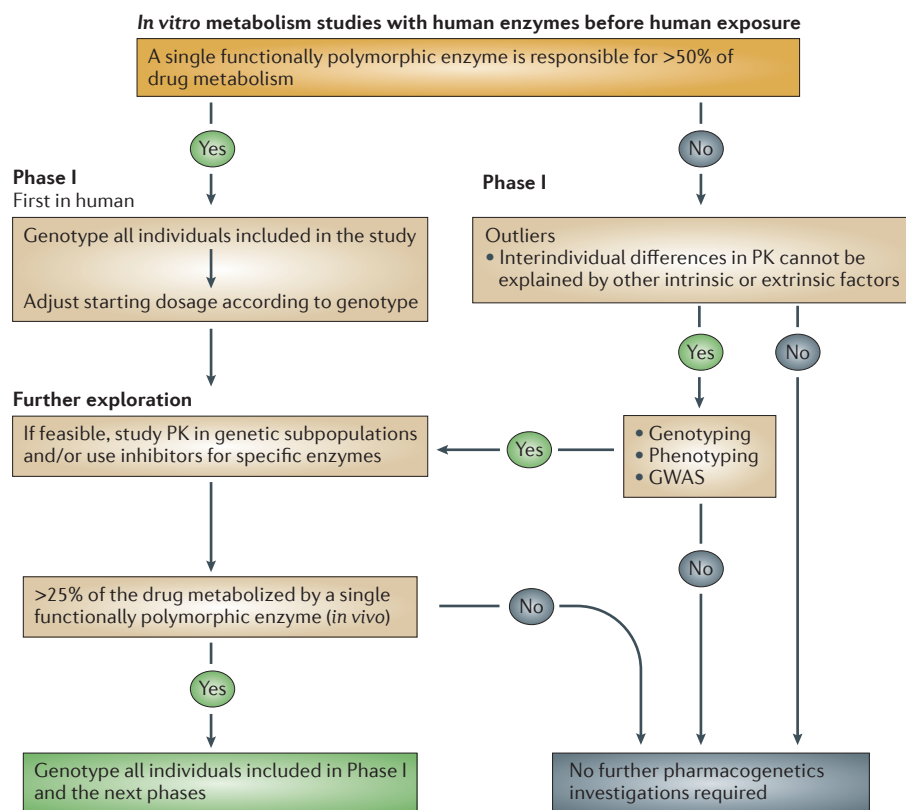 In vitro metabolism studies with human enzymes before human exposure
A single functionally polymorphic enzyme is responsible for >50% of
drug metabolism
Yes
No
Phase I
First in human
Genotype all individuals included in the study
Adjust starting dosage according to genotype
Phase I
Outliers
• Interindividual differences in PK cannot be
explained by other intrinsic or extrinsic factors
Yes
No
Further exploration
If feasible, study PK in genetic subpopulations
and/or use inhibitors for specific enzymes
Yes
• Genotyping
• Phenotyping
• GWAS
No
>25% of the drug metabolized by a single
functionally polymorphic enzyme (in vivo)
No
Yes
Genotype all individuals included in Phase I
and the next phases
No further pharmacogenetics
investigations required